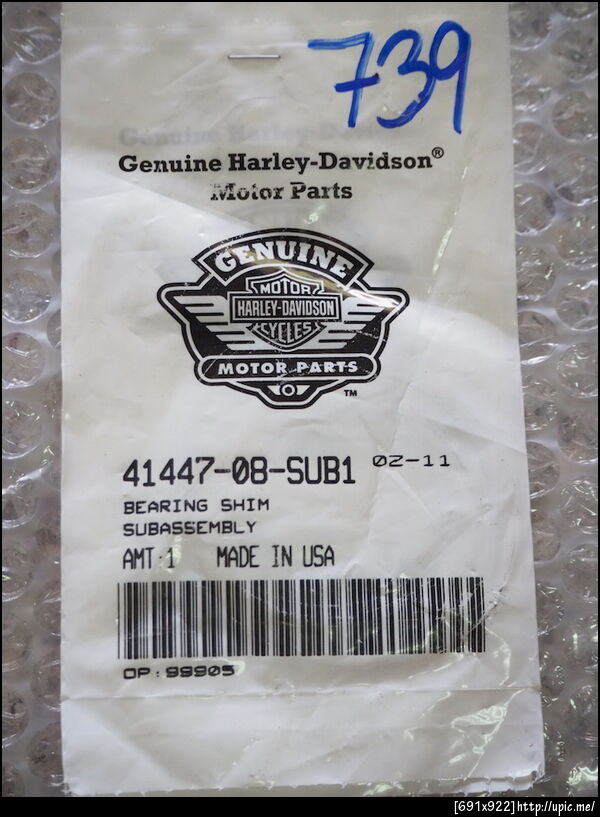 739
Genuine Harley-Davidson®
Motor Parts
GENUINE
MOTOR
HARLEY-DAVIDSON
CYCLES
MOTOR PARTS
TM
41447-08-SUB1 02-11
BEARING SHIM
SUBASSEMBLY
AMT 1 MADE IN USA
OP: 99905
[691x922]http://upic.me/